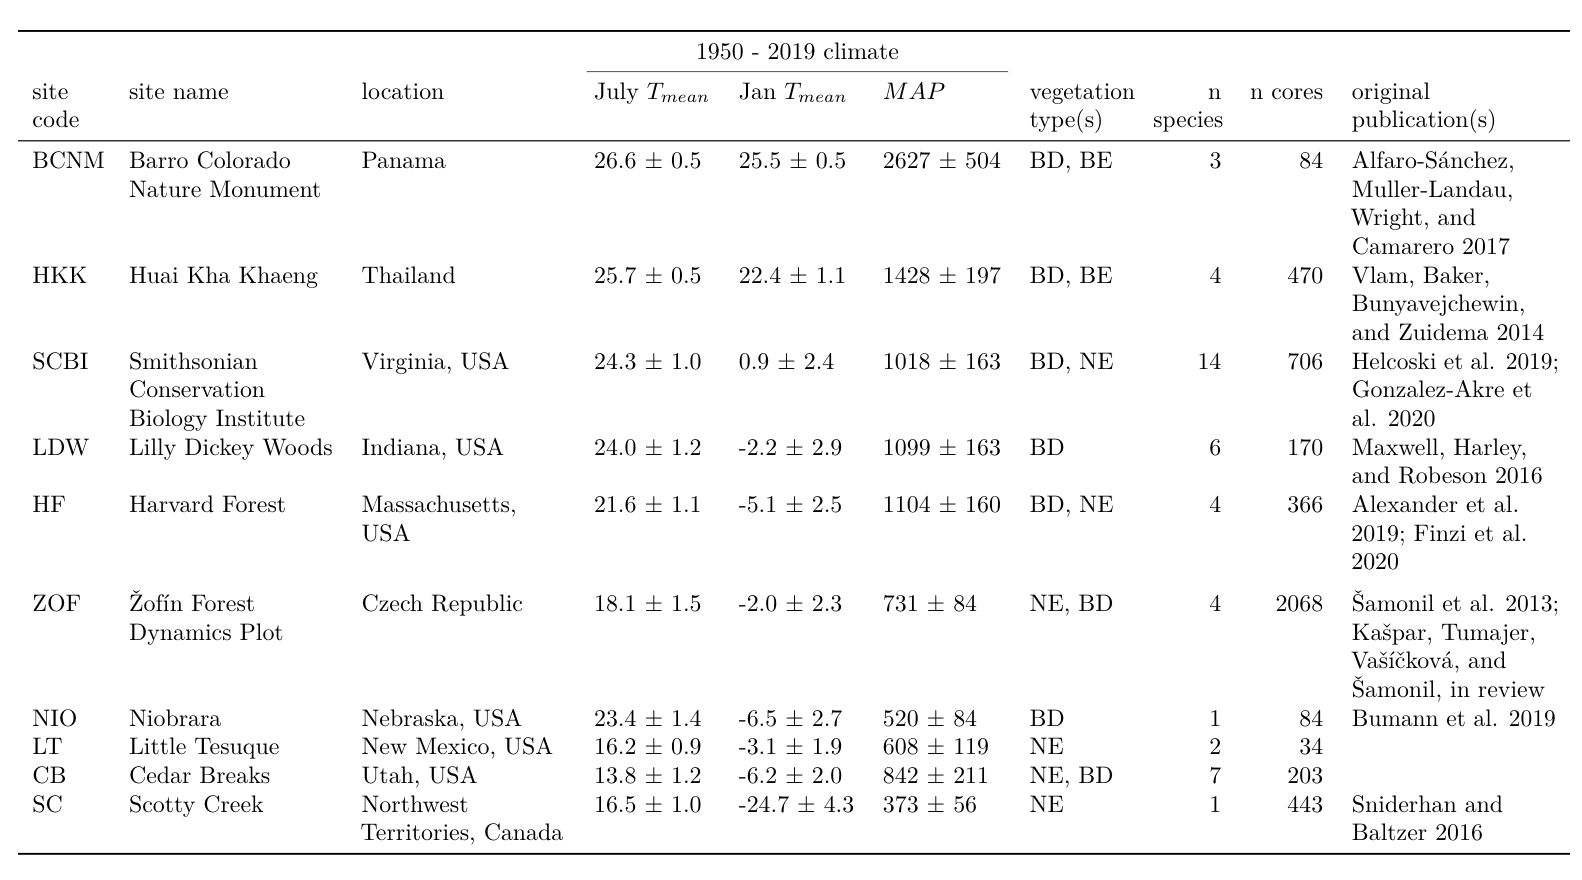 1950 - 2019 climate
site site name location July Tmean Jan Tmean MAP vegetation n n cores original
code type(s) species publication(s)
BCNM Barro Colorado Panama 26.6 ± 0.5 25.5 ± 0.5 2627 ± 504 BD, BE 3 84 Alfaro-Sánchez,
Nature Monument Muller-Landau,
Wright, and
Camarero 2017
HKK Huai Kha Khaeng Thailand 25.7 ± 0.5 22.4 ± 1.1 1428 ± 197 BD, BE 4 470 Vlam, Baker,
Bunyavejchewin,
and Zuidema 2014
SCBI Smithsonian Virginia, USA 24.3 ± 1.0 0.9 ± 2.4 1018 ± 163 BD, NE 14 706 Helcoski et al. 2019;
Conservation Gonzalez-Akre et
Biology Institute al. 2020
LDW Lilly Dickey Woods Indiana, USA 24.0 ± 1.2 -2.2 ± 2.9 1099 ± 163 BD 6 170 Maxwell, Harley,
and Robeson 2016
HF Harvard Forest Massachusetts, 21.6 ± 1.1 -5.1 ± 2.5 1104 ± 160 BD, NE 4 366 Alexander et al.
USA 2019; Finzi et al.
2020
ZOF Žofín Forest Czech Republic 18.1 ± 1.5 -2.0 ± 2.3 731 ± 84 NE, BD 4 2068 Šamonil et al. 2013;
Dynamics Plot Kašpar, Tumajer,
Vašíčková, and
Šamonil, in review
NIO Niobrara Nebraska, USA 23.4 ± 1.4 -6.5 ± 2.7 520 ± 84 BD 1 84 Bumann et al. 2019
LT Little Tesuque New Mexico, USA 16.2 ± 0.9 -3.1 ± 1.9 608 ± 119 NE 2 34
CB Cedar Breaks Utah, USA 13.8 ± 1.2 -6.2 ± 2.0 842 ± 211 NE, BD 7 203
SC Scotty Creek Northwest 16.5 ± 1.0 -24.7 ± 4.3 373 ± 56 NE 1 443 Sniderhan and
Territories, Canada Baltzer 2016